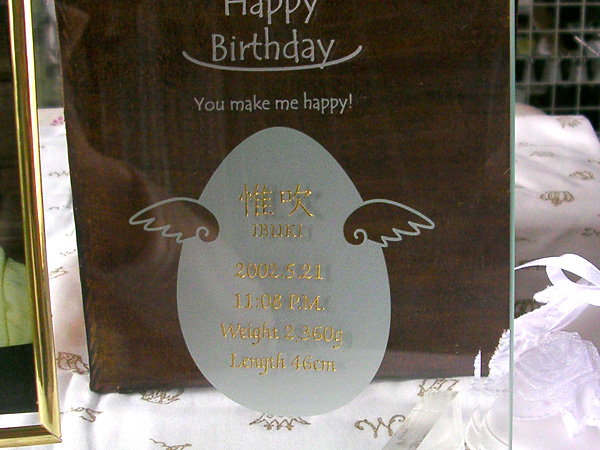 Happy
Birthday
You make me happy!
惟吹
IBUKI
2002.5.21
11:08 P.M.
Weight 2,360g
Length 46cm